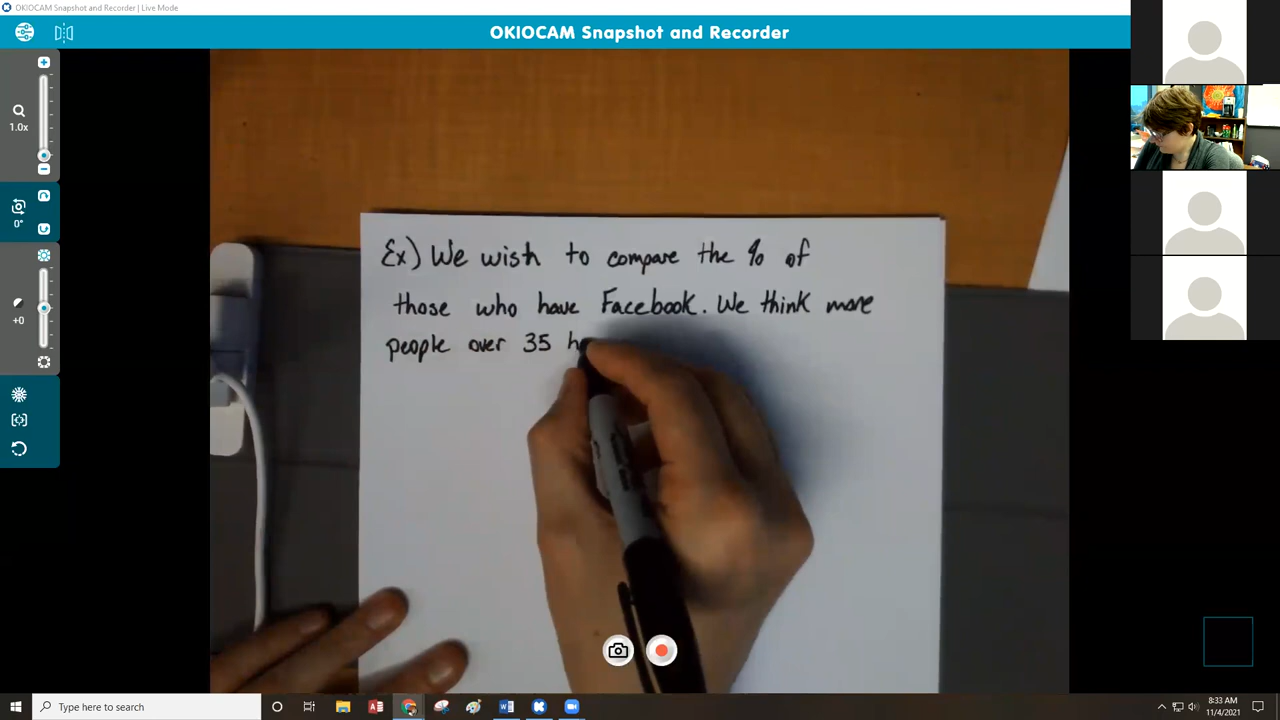 OKIOCAM Snapshot and Recorder | Live Mode
OKIOCAM Snapshot and Recorder
1.0x
0°
+0
Ex) We wish to compare the % of
those who have Facebook. We think more
people over 35 h
Type here to search
8:33 AM
11/4/2021